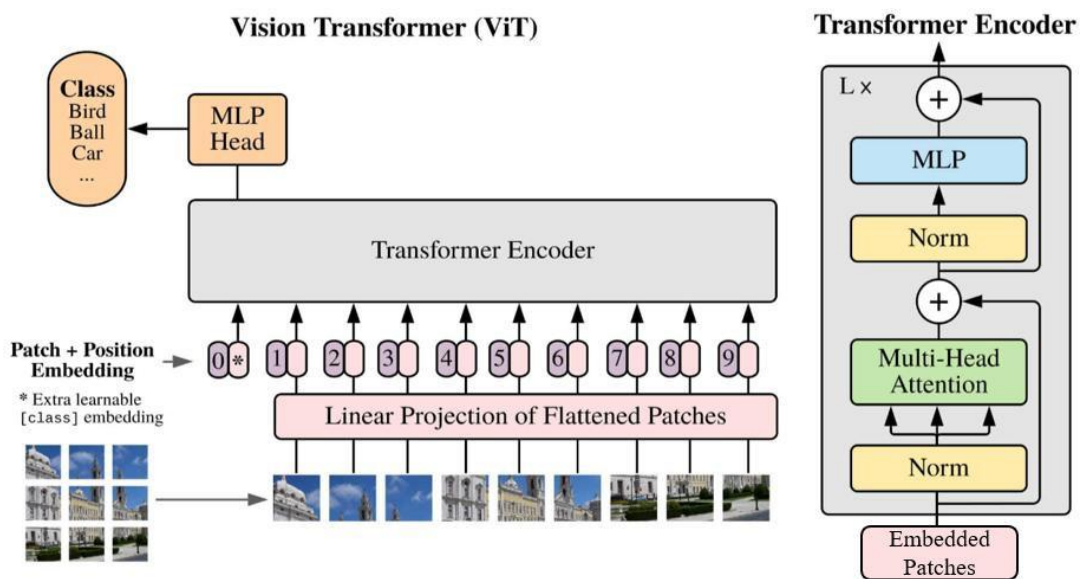 Vision Transformer (ViT)
Class
Bird
Ball
Car
...
MLP
Head
Transformer Encoder
Patch + Position
Embedding
* Extra learnable
[class] embedding
0 * 1 2 3 4 5 6 7 8 9
Linear Projection of Flattened Patches
Transformer Encoder
L ×
+
MLP
Norm
+
Multi-Head
Attention
Norm
Embedded
Patches